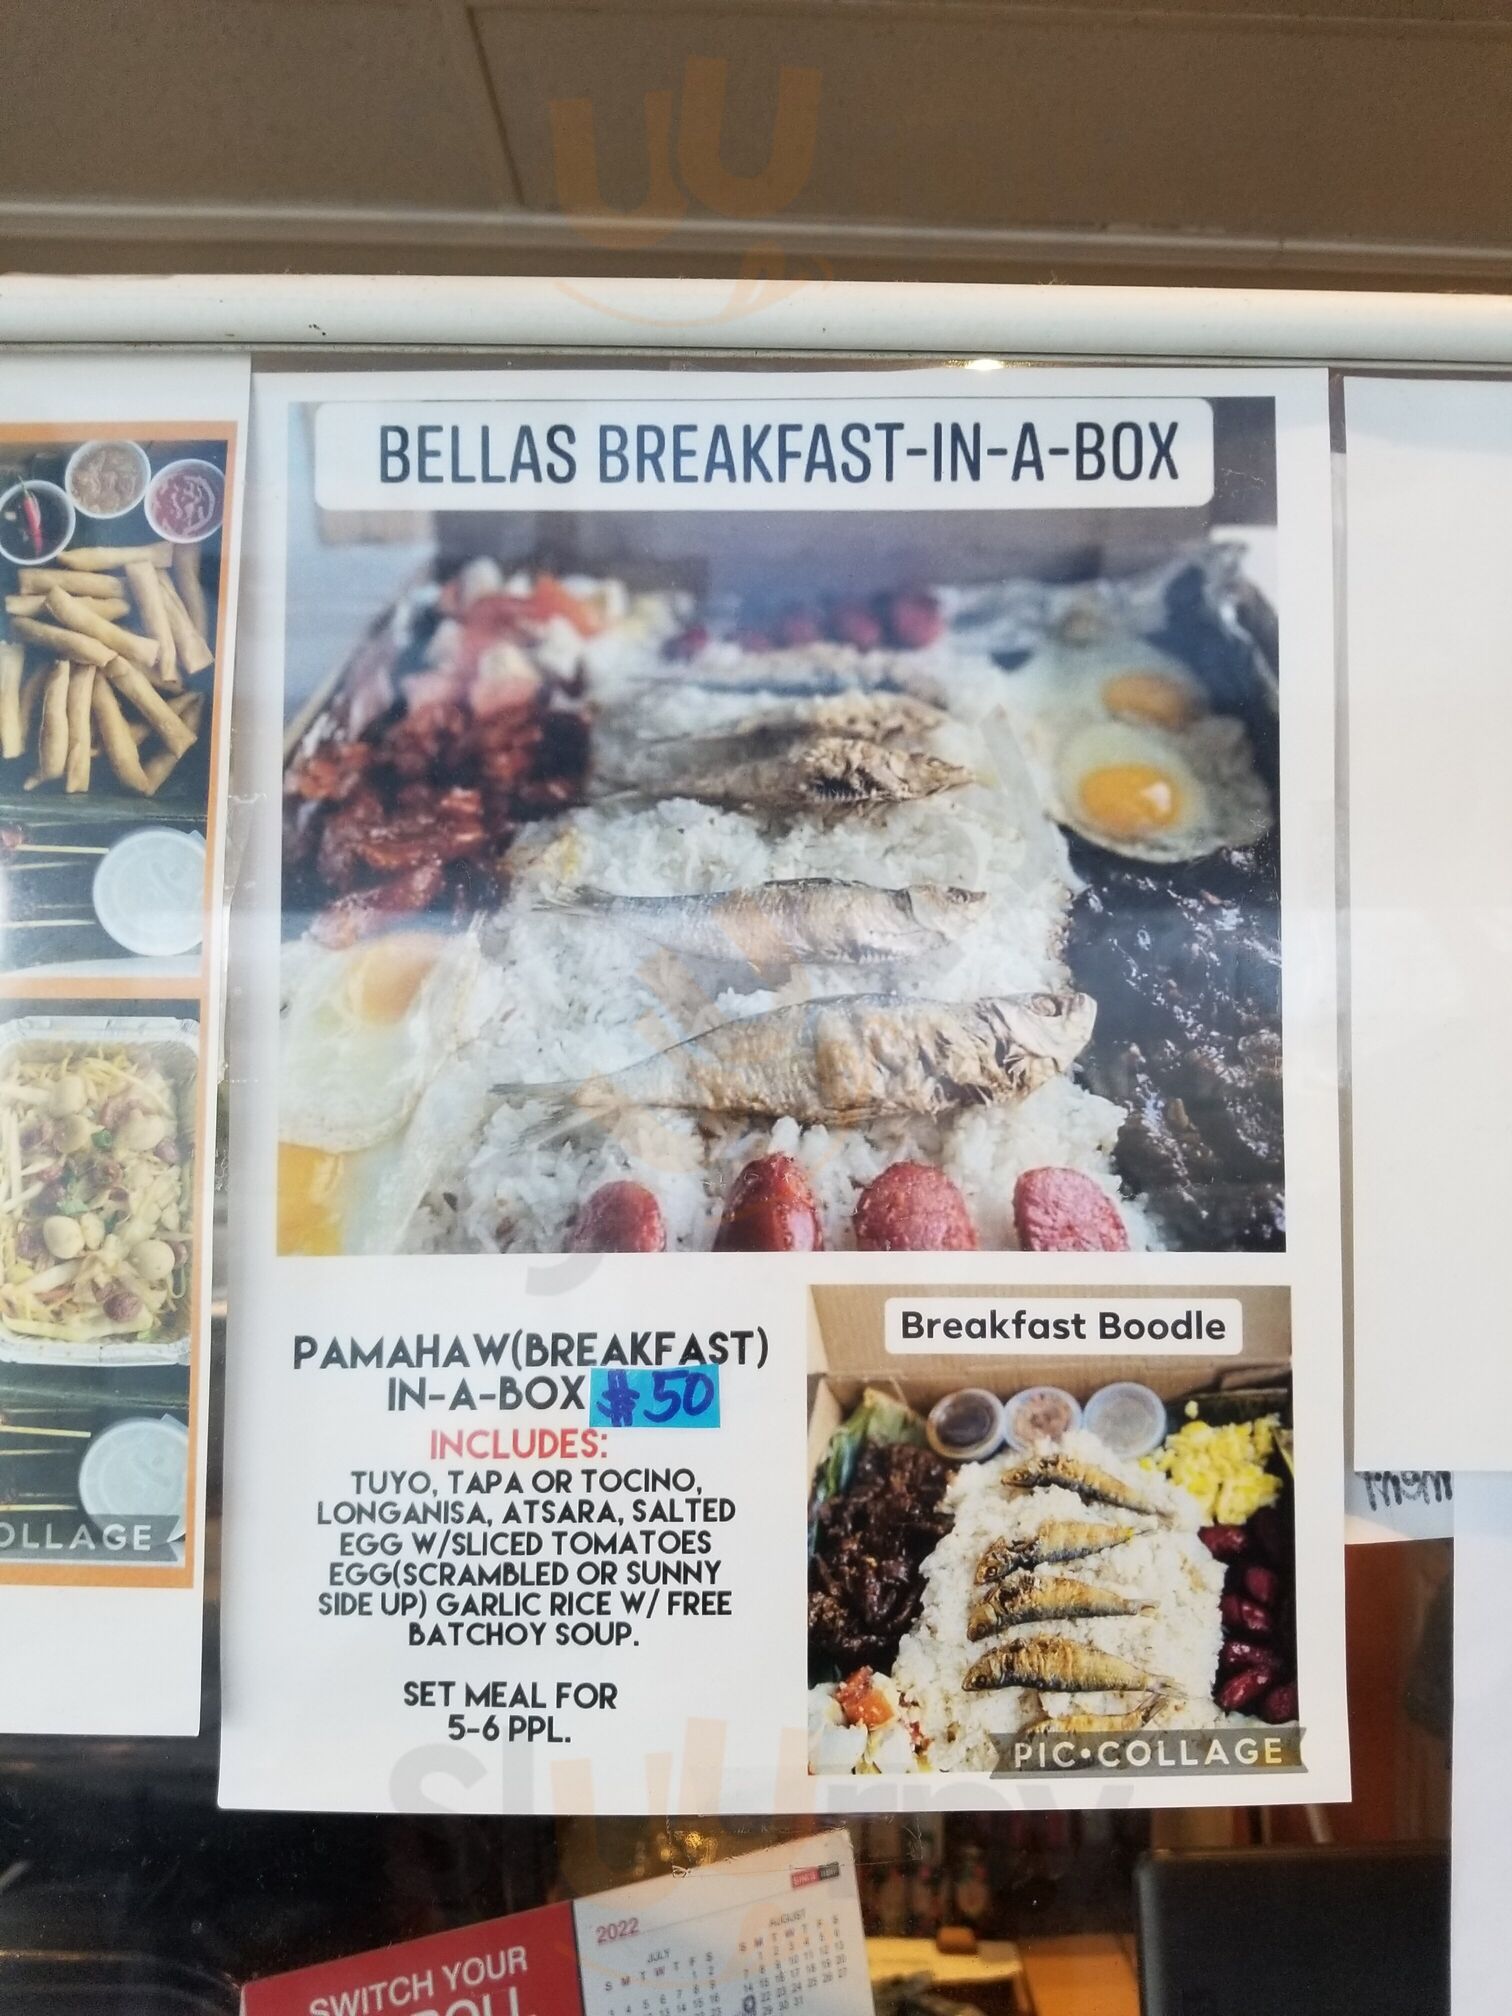 BELLAS BREAKFAST-IN-A-BOX
PAMAHAW(BREAKFAST)
IN-A-BOX $50
INCLUDES:
TUYO, TAPA OR TOCINO,
LONGANISA, ATSARA, SALTED
EGG W/SLICED TOMATOES
EGG(SCRAMBLED OR SUNNY
SIDE UP) GARLIC RICE W/ FREE
BATCHOY SOUP.
SET MEAL FOR
5-6 PPL.
Breakfast Boodle
PIC•COLLAGE
OLLAGE
sluurpy
SWITCH YOUR
2022
JULY
AUGUST
S M T W T F S
S M T W T F S